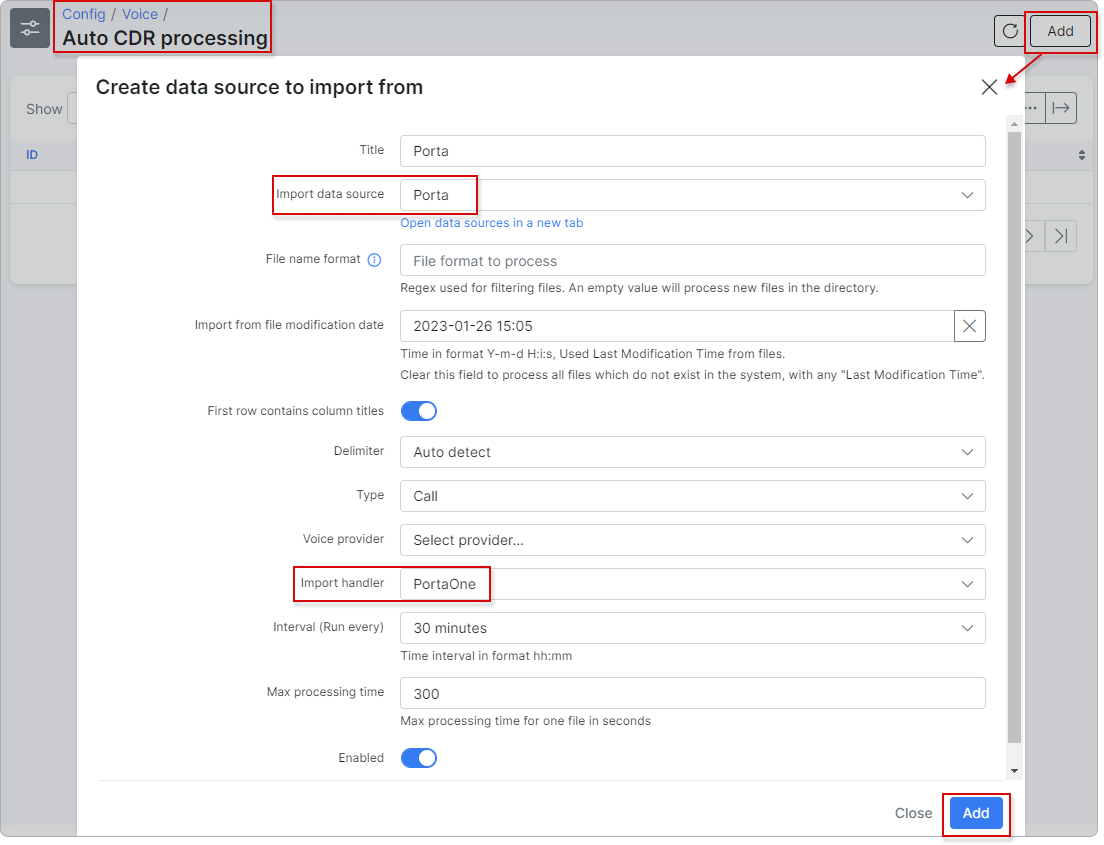 Config / Voice /
Auto CDR processing
Add
Create data source to import from
Show
ID
Title
Porta
Import data source
Porta
Open data sources in a new tab
File name format
File format to process
Regex used for filtering files. An empty value will process new files in the directory.
Import from file modification date
2023-01-26 15:05
Time in format Y-m-d H:i:s, Used Last Modification Time from files.
Clear this field to process all files which do not exist in the system, with any "Last Modification Time".
First row contains column titles
Delimiter
Auto detect
Type
Call
Voice provider
Select provider...
Import handler
PortaOne
Interval (Run every)
30 minutes
Time interval in format hh:mm
Max processing time
300
Max processing time for one file in seconds
Enabled
Close
Add